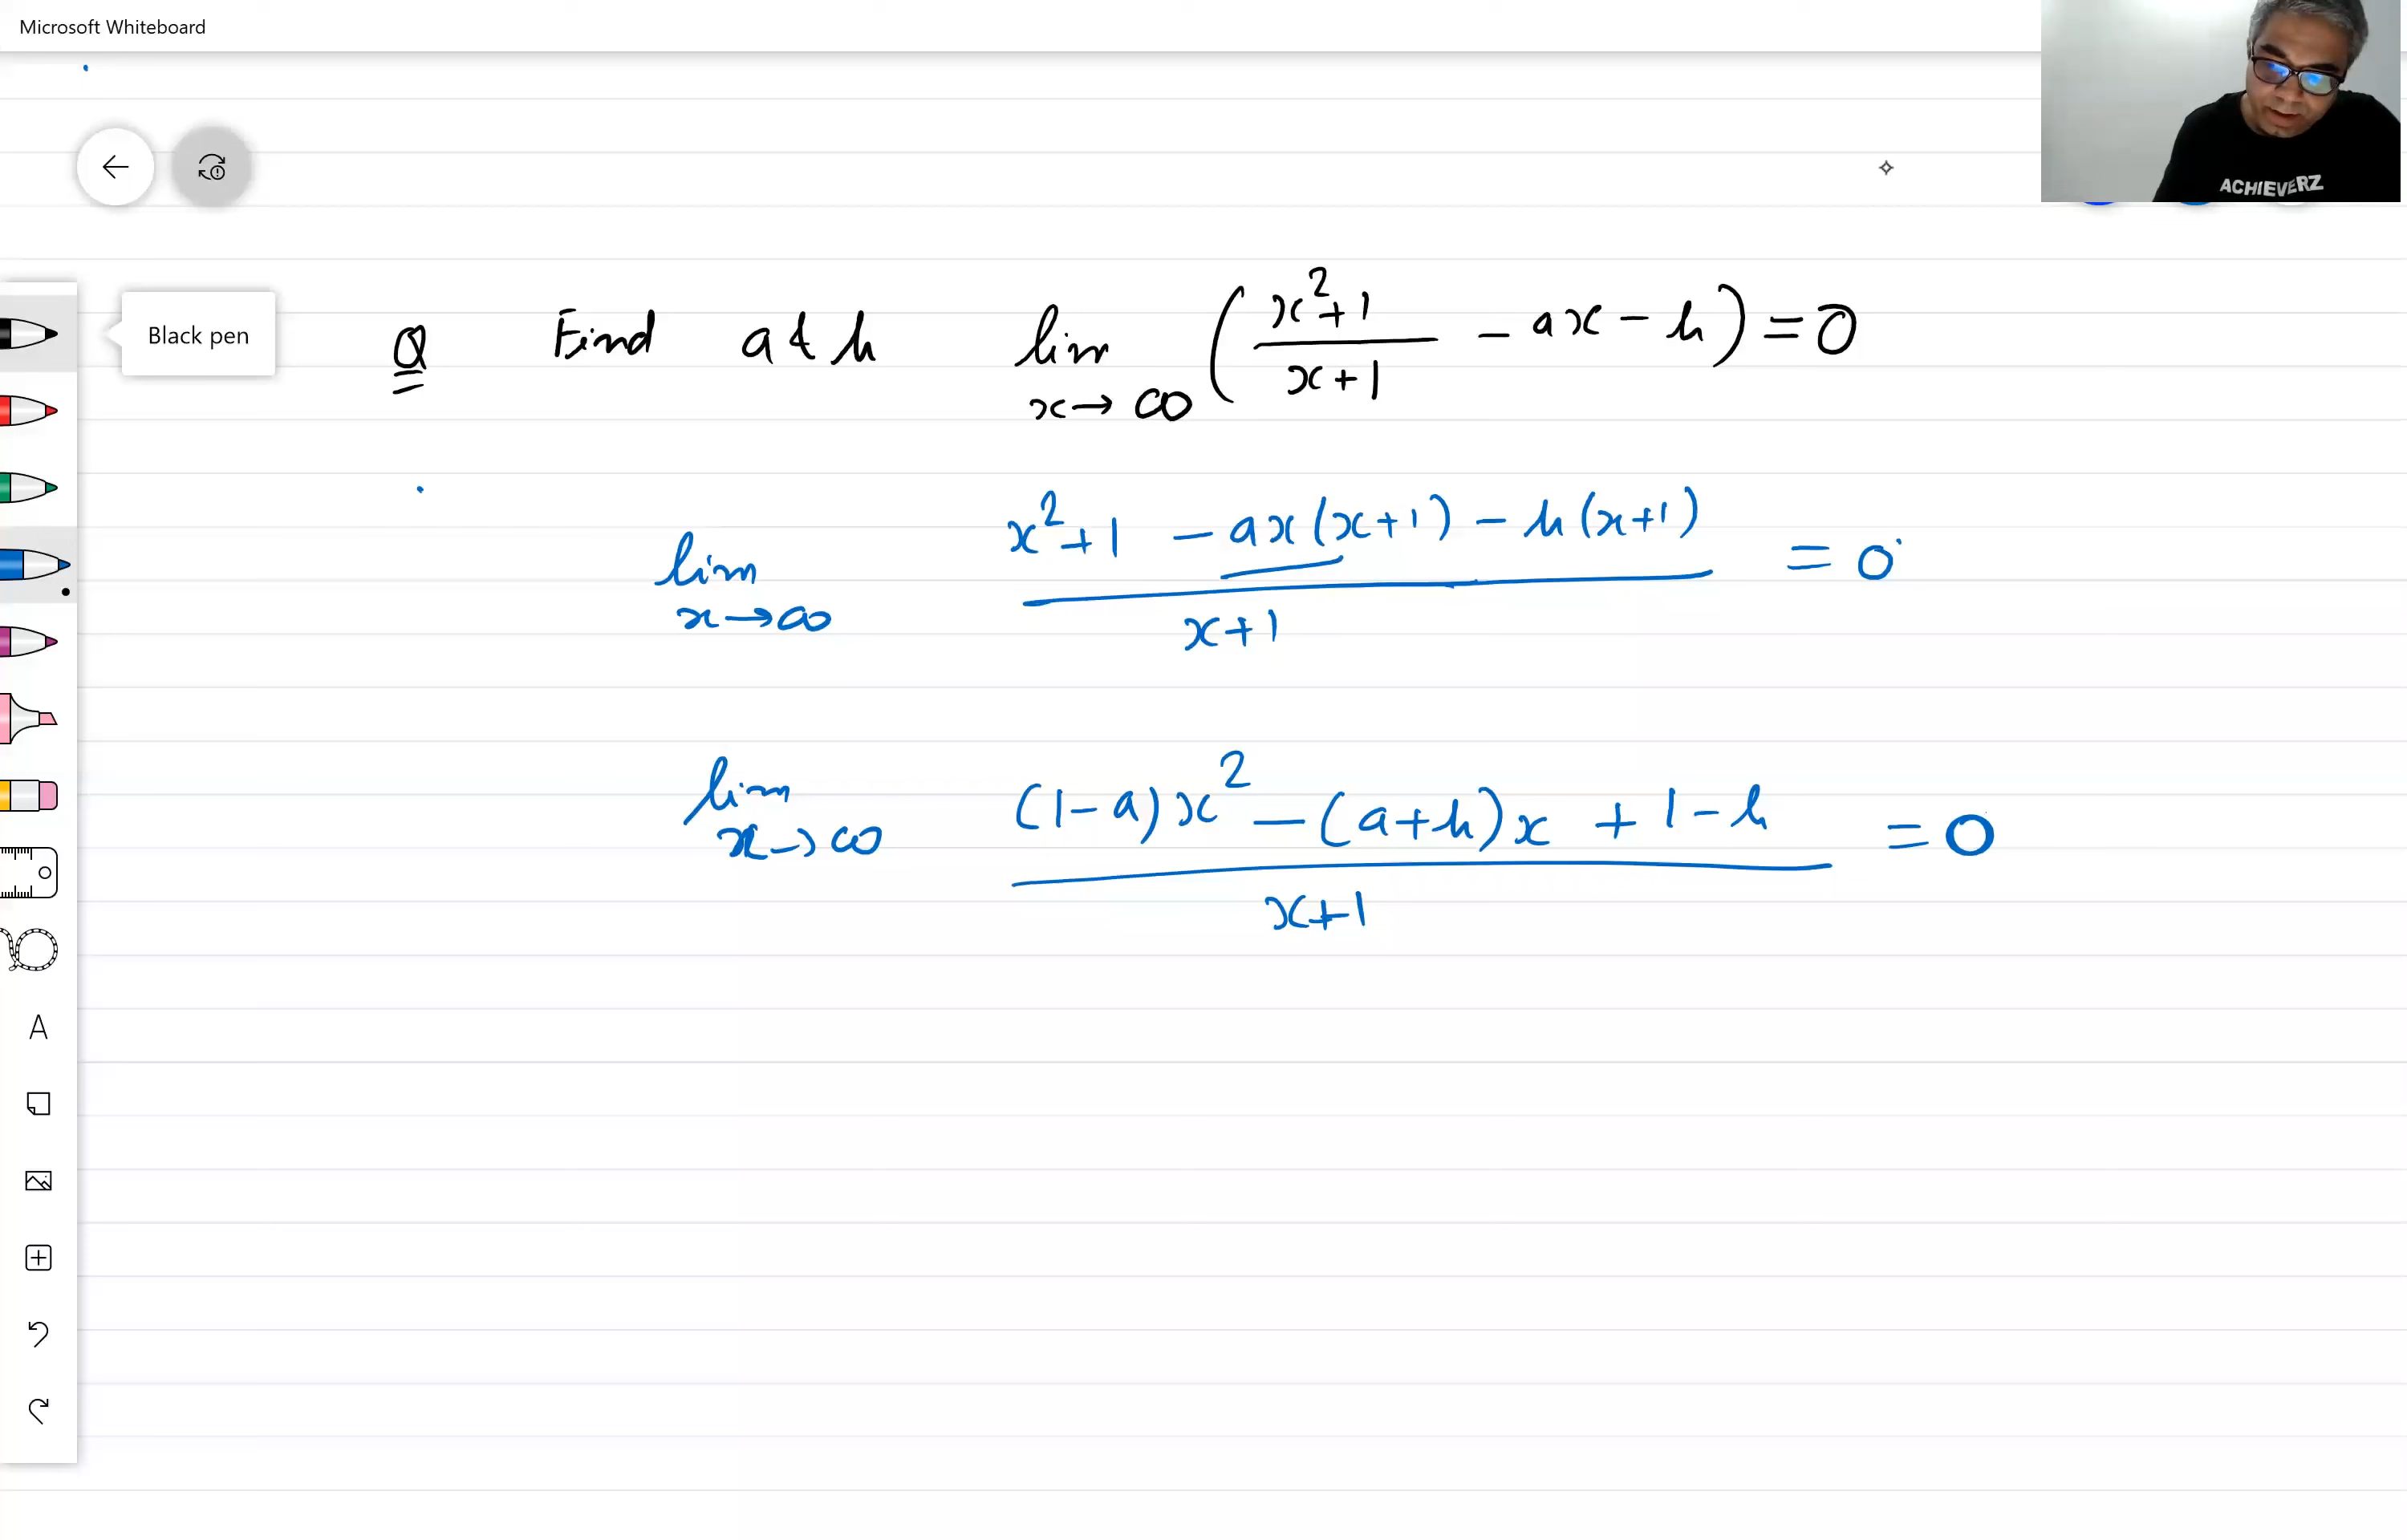 Microsoft Whiteboard
ACHIEVERZ
Black pen
Q Find a & h lim x→∞ (x²+1 / x+1 − ax − h) = 0
lim x→∞ x²+1 − ax(x+1) − h(x+1) / x+1 = 0
lim x→∞ (1−a)x² − (a+h)x + 1−h / x+1 = 0
A